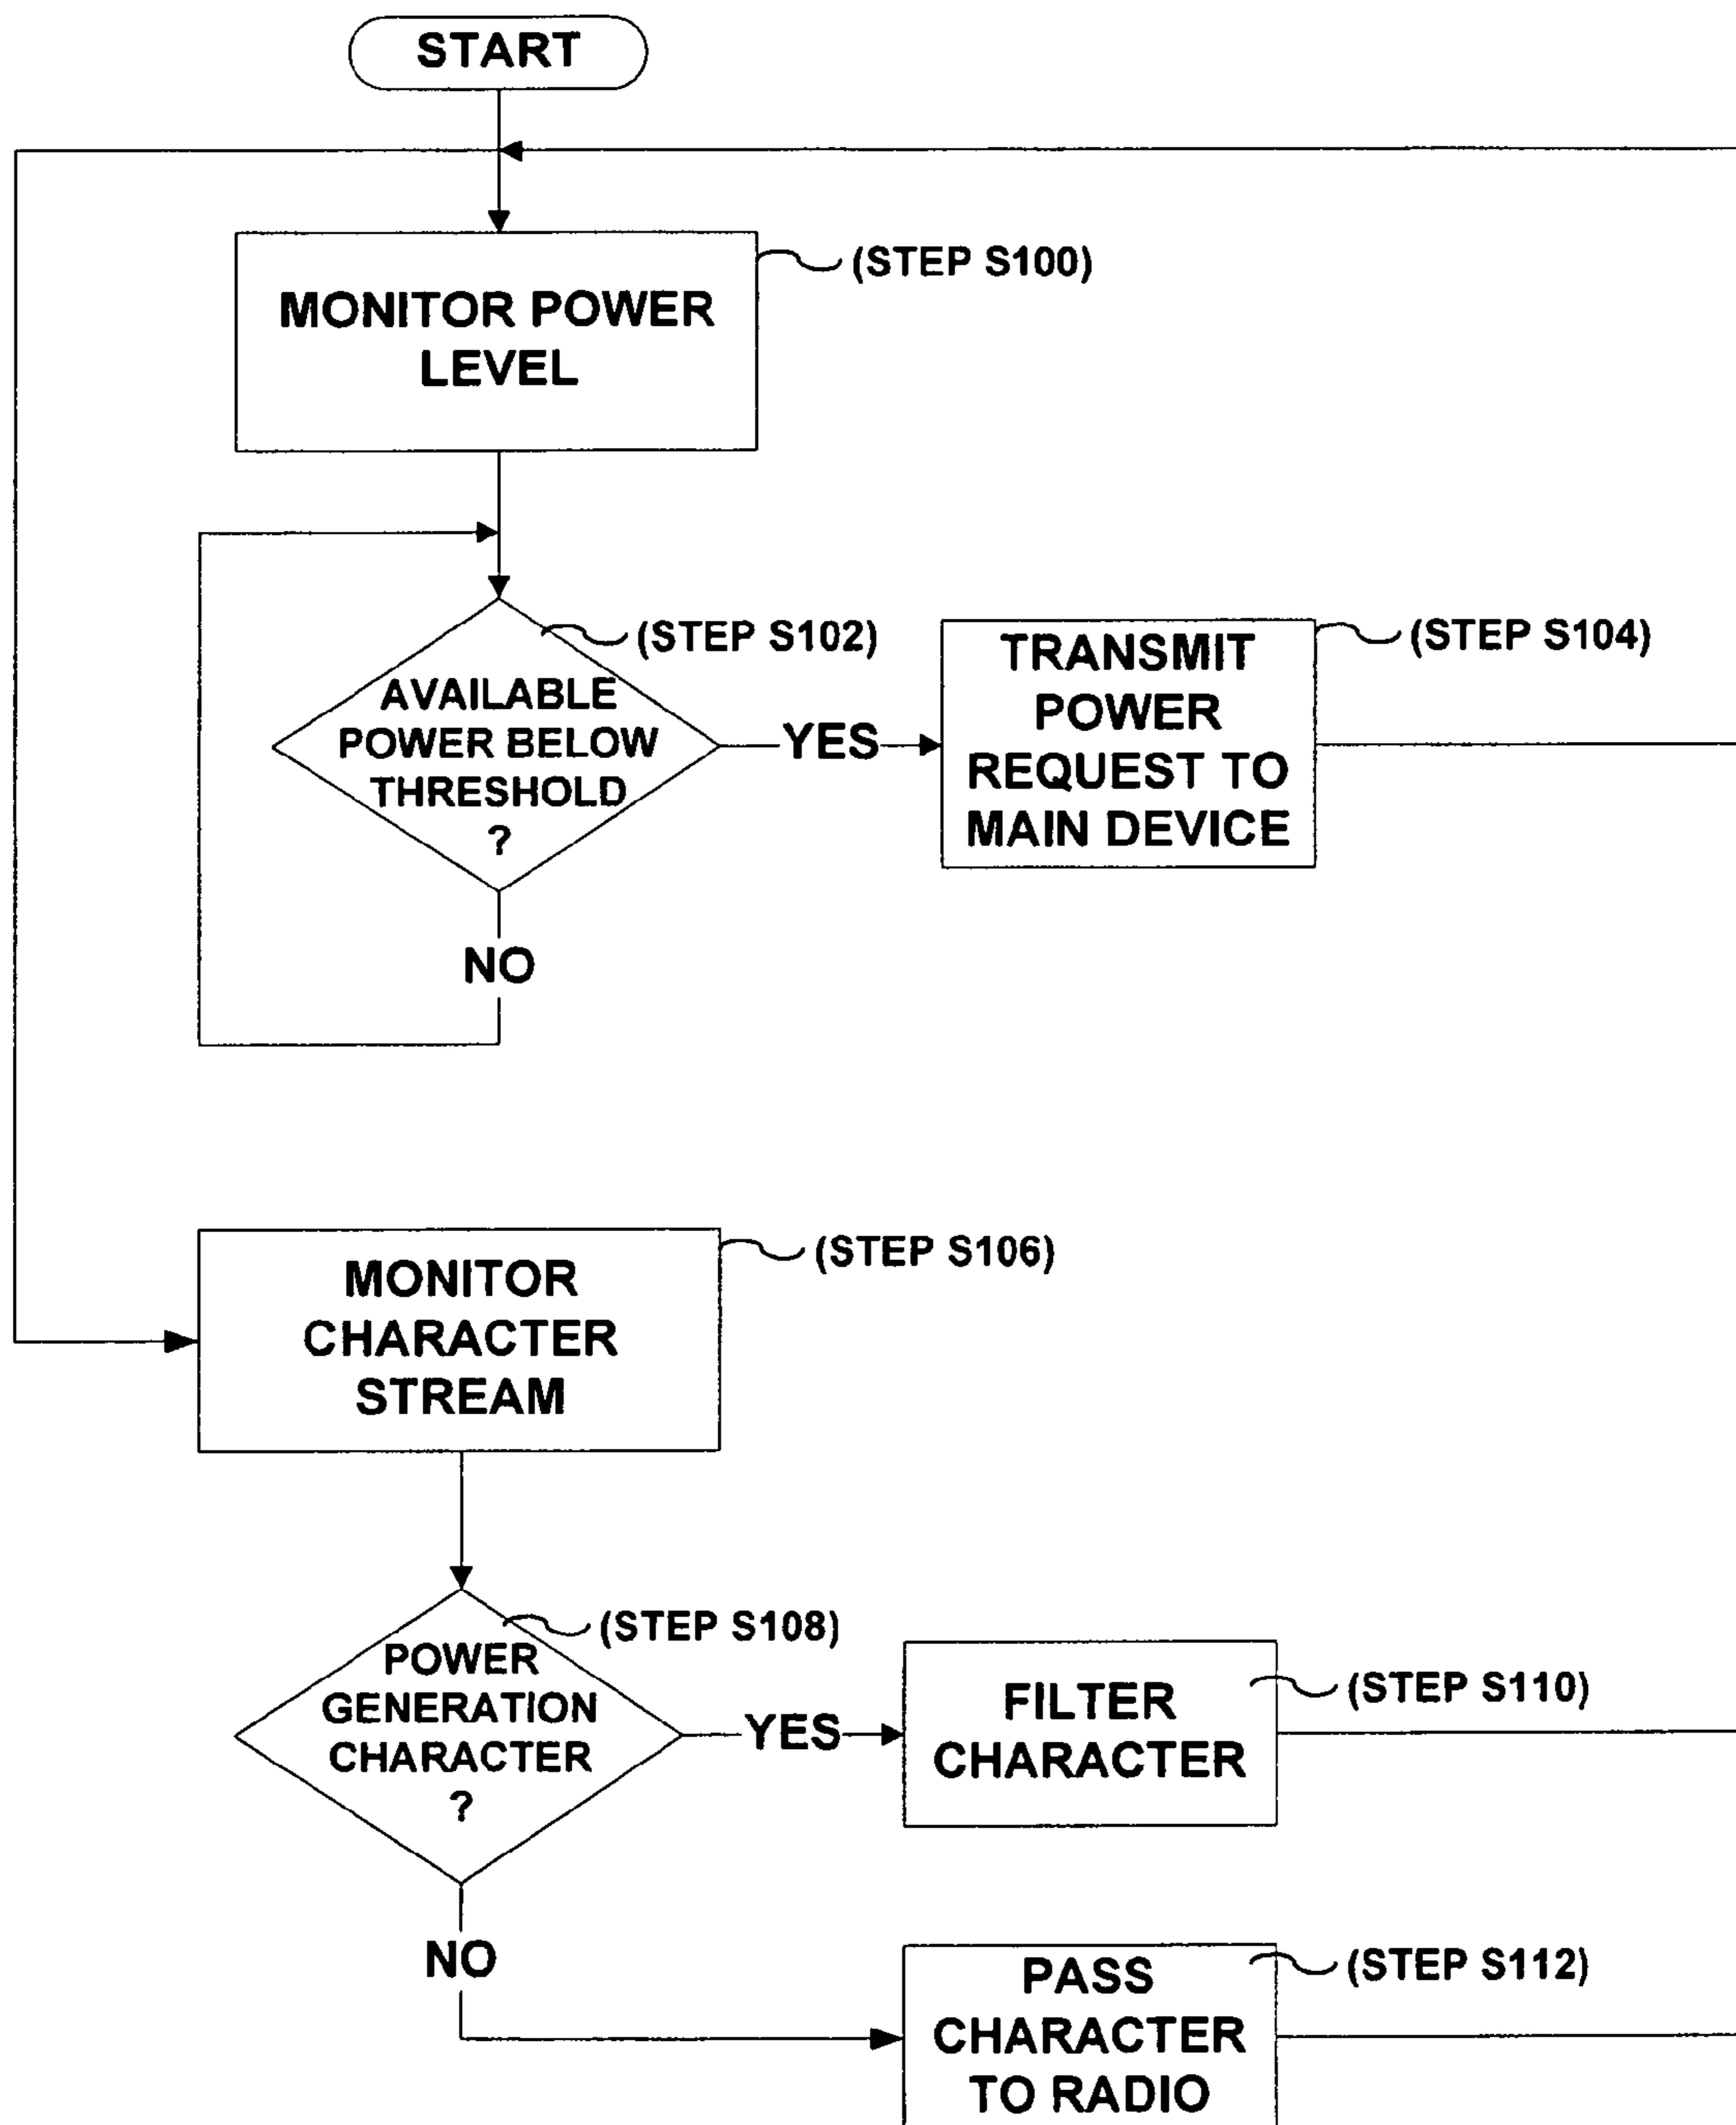 START
(STEP S100)
MONITOR POWER
LEVEL
(STEP S102)
AVAILABLE
POWER BELOW
THRESHOLD
?
YES
(STEP S104)
TRANSMIT
POWER
REQUEST TO
MAIN DEVICE
NO
(STEP S106)
MONITOR
CHARACTER
STREAM
(STEP S108)
POWER
GENERATION
CHARACTER
?
YES
(STEP S110)
FILTER
CHARACTER
NO
(STEP S112)
PASS
CHARACTER
TO RADIO